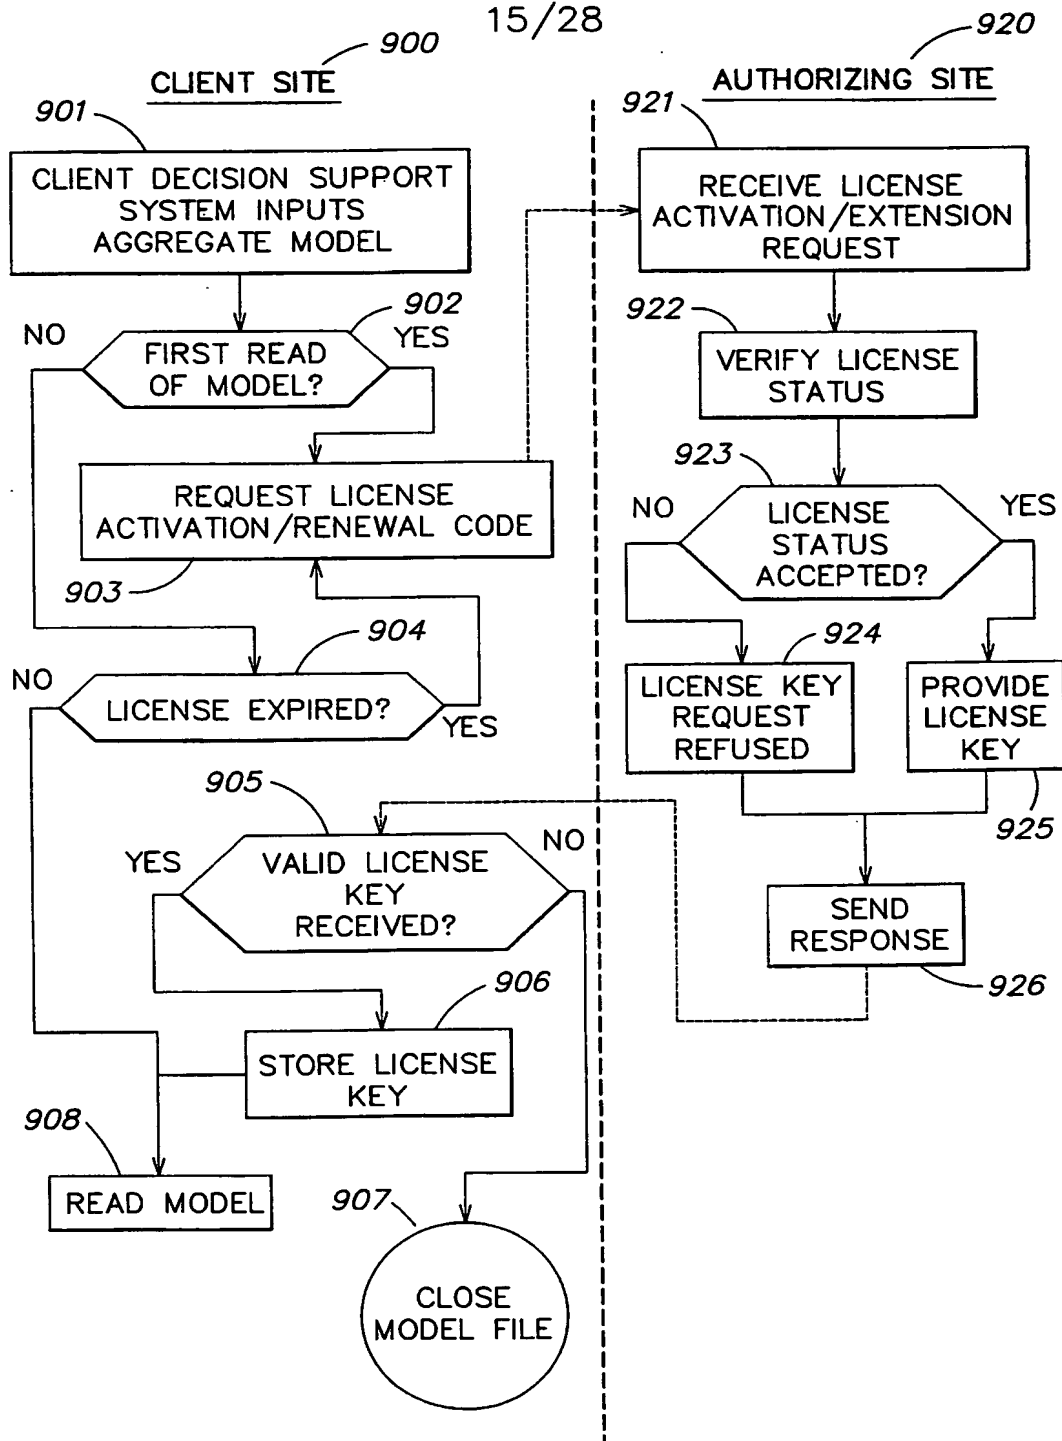 15/28
900
CLIENT SITE
901
CLIENT DECISION SUPPORT
SYSTEM INPUTS
AGGREGATE MODEL
902
NO
YES
FIRST READ
OF MODEL?
REQUEST LICENSE
ACTIVATION/RENEWAL CODE
903
904
NO
LICENSE EXPIRED?
YES
905
YES
NO
VALID LICENSE
KEY
RECEIVED?
906
STORE LICENSE
KEY
908
READ MODEL
907
CLOSE
MODEL FILE
920
AUTHORIZING SITE
921
RECEIVE LICENSE
ACTIVATION/EXTENSION
REQUEST
922
VERIFY LICENSE
STATUS
923
NO
YES
LICENSE
STATUS
ACCEPTED?
924
LICENSE KEY
REQUEST
REFUSED
PROVIDE
LICENSE
KEY
925
SEND
RESPONSE
926